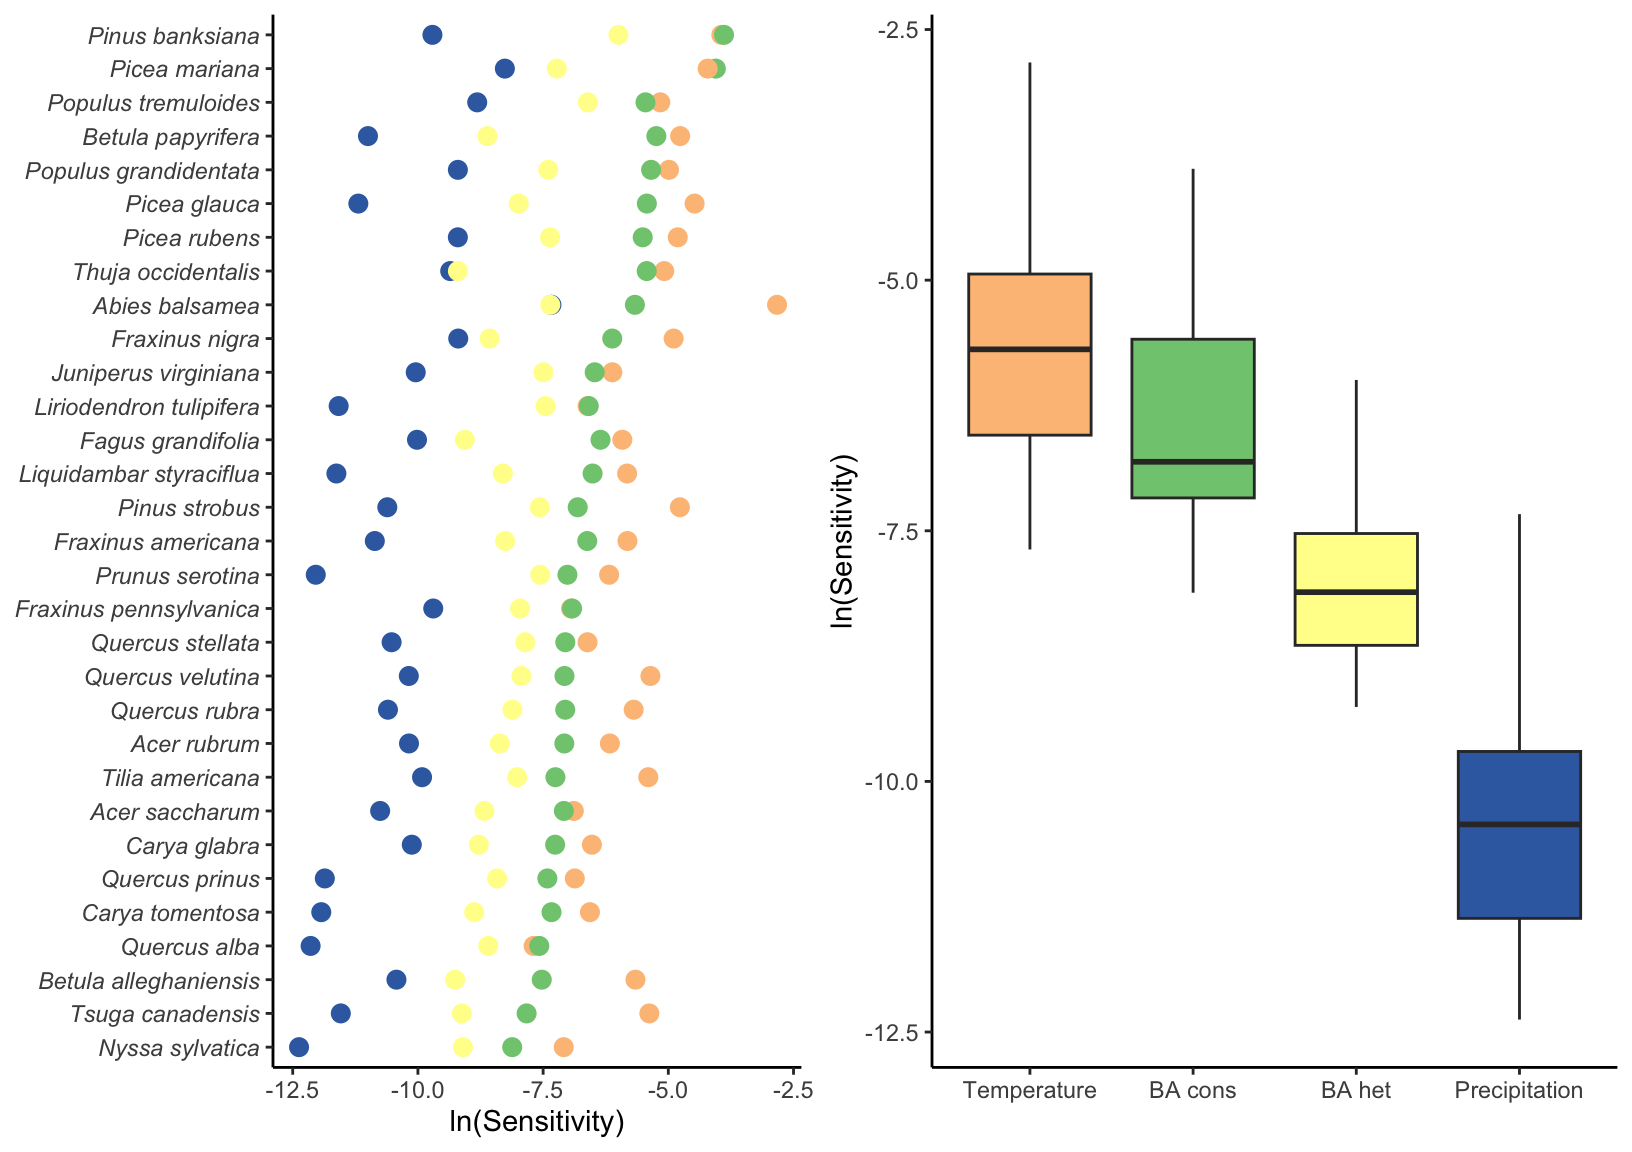 Pinus banksiana
Picea mariana
Populus tremuloides
Betula papyrifera
Populus grandidentata
Picea glauca
Picea rubens
Thuja occidentalis
Abies balsamea
Fraxinus nigra
Juniperus virginiana
Liriodendron tulipifera
Fagus grandifolia
Liquidambar styraciflua
Pinus strobus
Fraxinus americana
Prunus serotina
Fraxinus pennsylvanica
Quercus stellata
Quercus velutina
Quercus rubra
Acer rubrum
Tilia americana
Acer saccharum
Carya glabra
Quercus prinus
Carya tomentosa
Quercus alba
Betula alleghaniensis
Tsuga canadensis
Nyssa sylvatica
-12.5 -10.0 -7.5 -5.0 -2.5
ln(Sensitivity)
ln(Sensitivity)
-2.5
-5.0
-7.5
-10.0
-12.5
Temperature BA cons BA het Precipitation